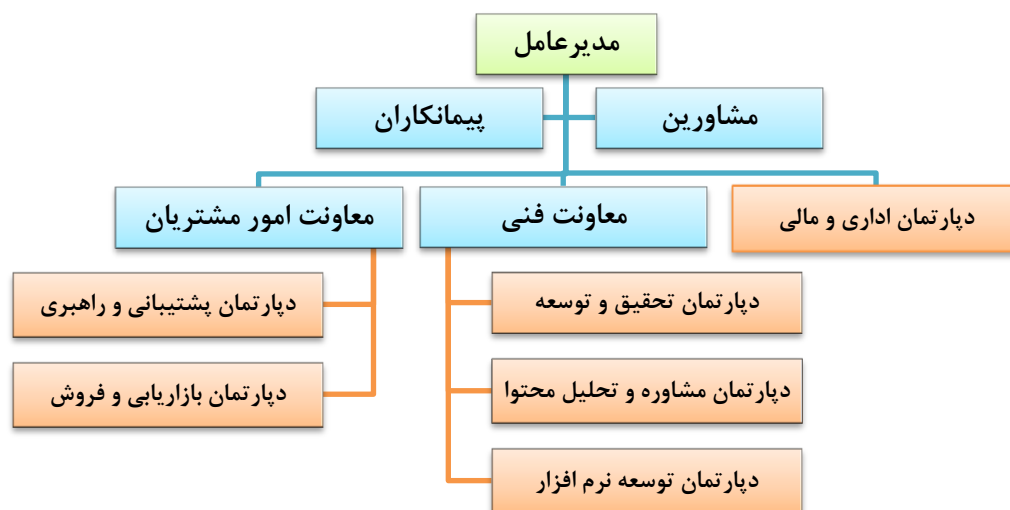 مدیرعامل
مشاورین
پیمانکاران
دپارتمان اداری و مالی
معاونت فنی
معاونت امور مشتریان
دپارتمان تحقیق و توسعه
دپارتمان پشتیبانی و راهبری
دپارتمان مشاوره و تحلیل محتوا
دپارتمان بازاریابی و فروش
دپارتمان توسعه نرم افزار